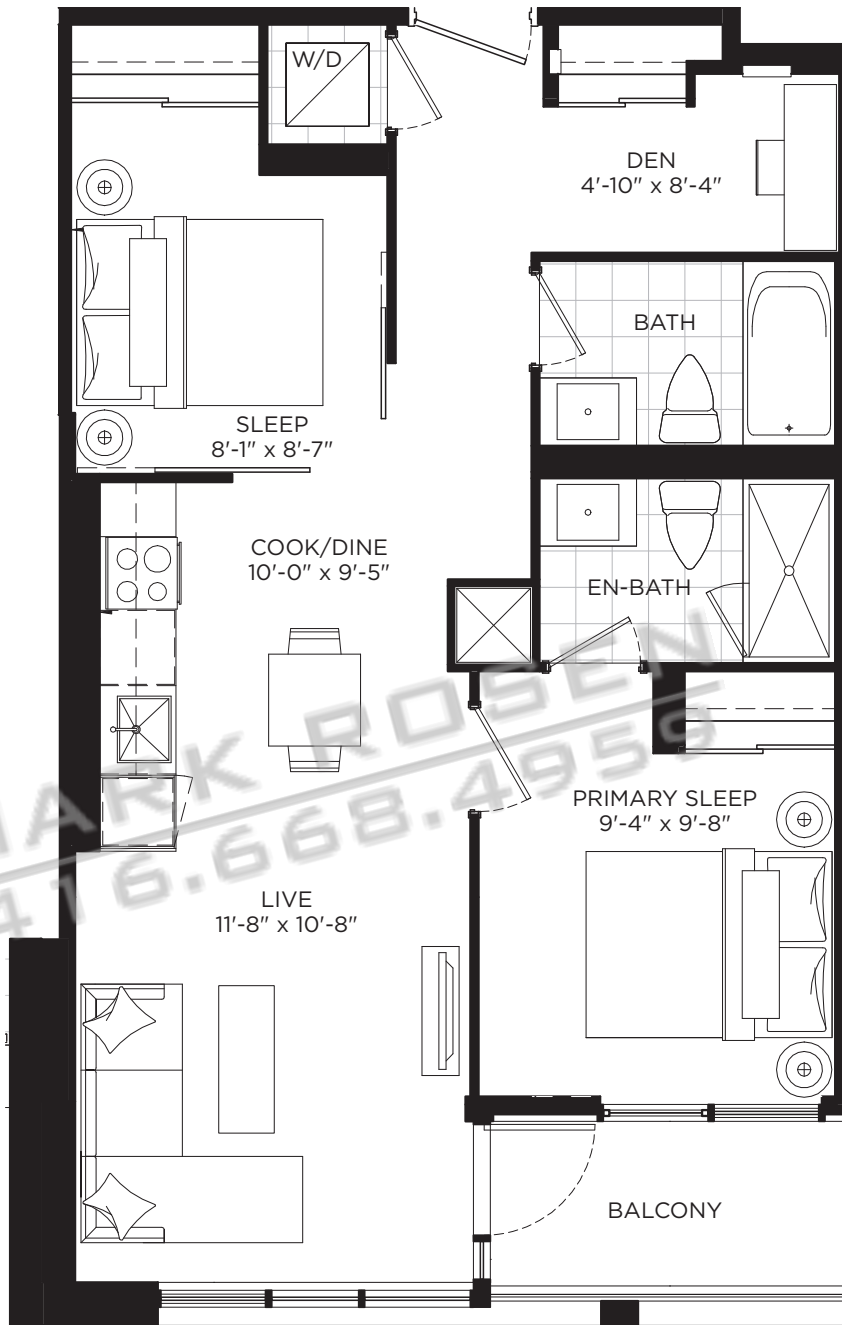 W/D
DEN
4'-10" x 8'-4"
BATH
SLEEP
8'-1" x 8'-7"
COOK/DINE
10'-0" x 9'-5"
EN-BATH
MARK ROSEN
416.668.4959
PRIMARY SLEEP
9'-4" x 9'-8"
LIVE
11'-8" x 10'-8"
BALCONY